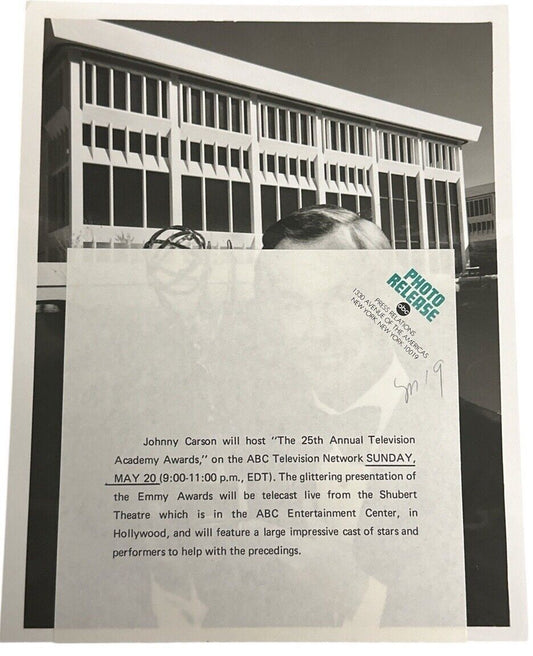 PHOTO
RELEASE
abc
PRESS RELATIONS
1330 AVENUE OF THE AMERICAS
NEW YORK, NEW YORK 10019
Johnny Carson will host "The 25th Annual Television
Academy Awards," on the ABC Television Network SUNDAY,
MAY 20 (9:00-11:00 p.m., EDT). The glittering presentation of
the Emmy Awards will be telecast live from the Shubert
Theatre which is in the ABC Entertainment Center, in
Hollywood, and will feature a large impressive cast of stars and
performers to help with the precedings.